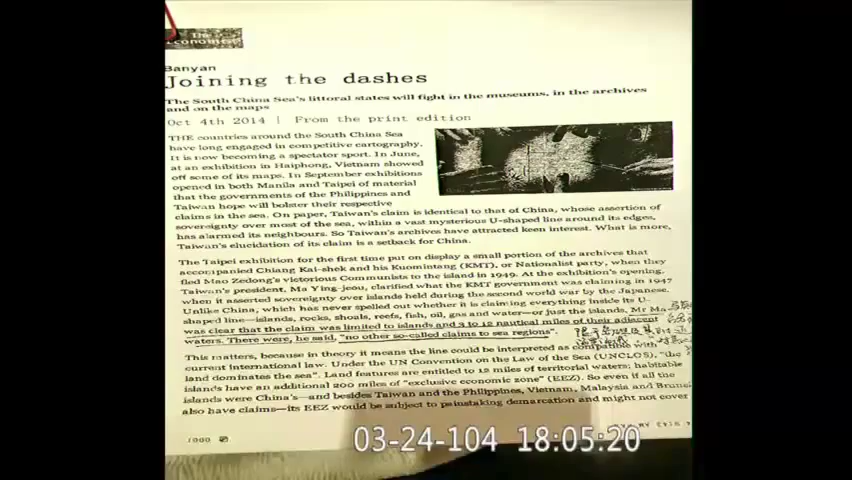 The
Economist
Banyan
Joining the dashes
The South China Sea's littoral states will fight in the museums, in the archives
and on the maps
Oct 4th 2014 | From the print edition
THE countries around the South China Sea
have long engaged in competitive cartography.
It is now becoming a spectator sport. In June,
at an exhibition in Haiphong, Vietnam showed
off some of its maps. In September exhibitions
opened in both Manila and Taipei of material
that the governments of the Philippines and
Taiwan hope will bolster their respective
claims in the sea. On paper, Taiwan's claim is identical to that of China, whose assertion of
sovereignty over most of the sea, within a vast mysterious U-shaped line around its edges,
has alarmed its neighbours. So Taiwan's archives have attracted keen interest. What is more,
Taiwan's elucidation of its claim is a setback for China.
The Taipei exhibition for the first time put on display a small portion of the archives that
accompanied Chiang Kai-shek and his Kuomintang (KMT), or Nationalist party, when they
fled Mao Zedong's victorious Communists to the island in 1949. At the exhibition's opening,
Taiwan's president, Ma Ying-jeou, clarified what the KMT government was claiming in 1947
when it asserted sovereignty over islands held during the second world war by the Japanese.
Unlike China, which has never spelled out whether it is claiming everything inside its U-
shaped line—islands, rocks, shoals, reefs, fish, oil, gas and water—or just the islands, Mr Ma
was clear that the claim was limited to islands and 3 to 12 nautical miles of their adjacent
waters. There were, he said, "no other so-called claims to sea regions".
This matters, because in theory it means the line could be interpreted as compatible with
current international law. Under the UN Convention on the Law of the Sea (UNCLOS), "the
land dominates the sea". Land features are entitled to 12 miles of territorial waters; habitable
islands have an additional 200 miles of "exclusive economic zone" (EEZ). So even if all the
islands were China's—and besides Taiwan and the Philippines, Vietnam, Malaysia and Brunei
also have claims—its EEZ would be subject to painstaking demarcation and might not cover
03-24-104 18:05:20